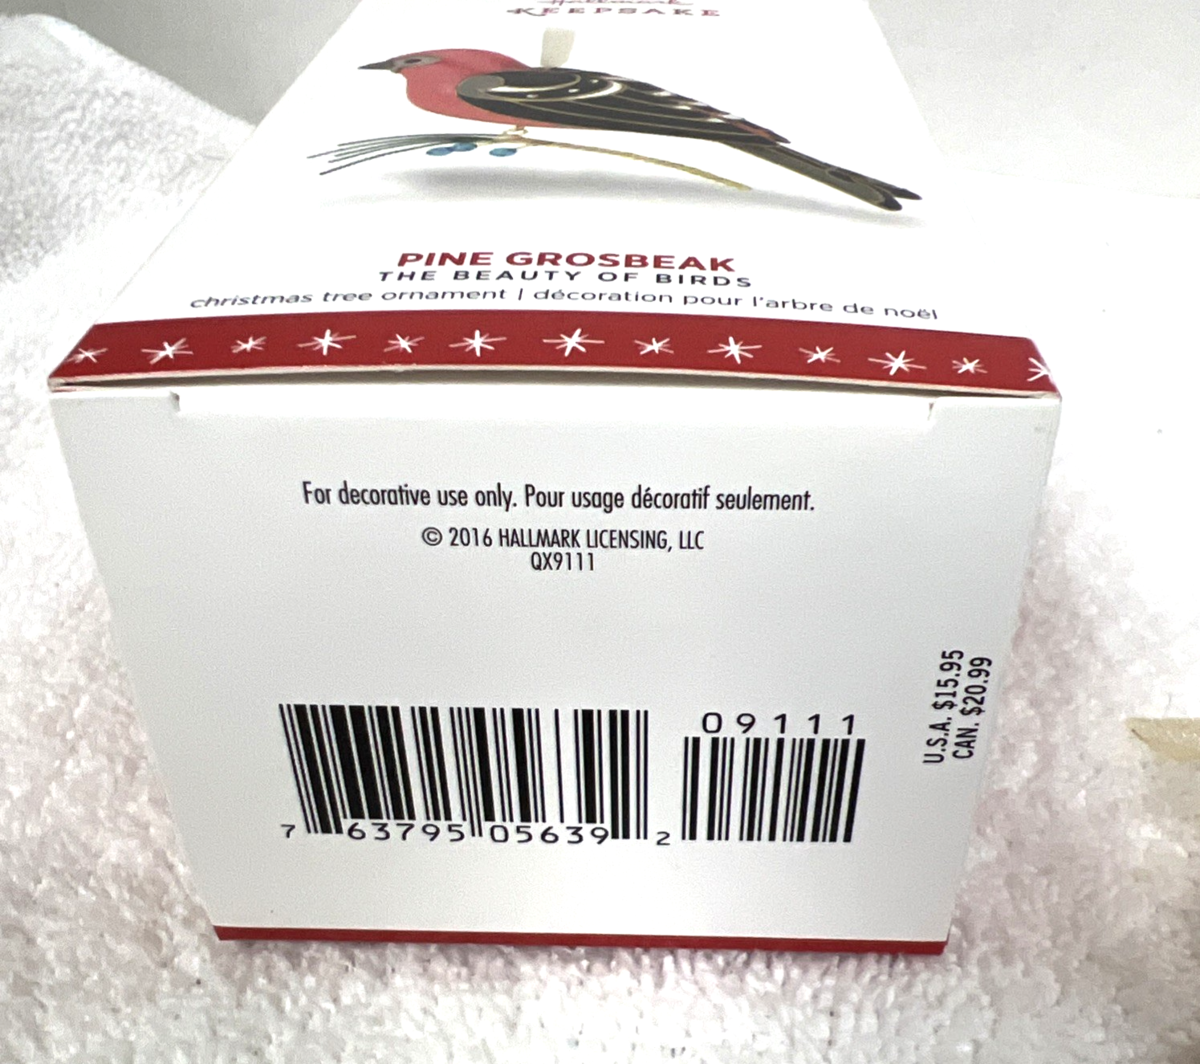 Hallmark
KEEPSAKE
PINE GROSBEAK
THE BEAUTY OF BIRDS
christmas tree ornament | décoration pour l'arbre de noël
For decorative use only. Pour usage décoratif seulement.
© 2016 HALLMARK LICENSING, LLC
QX9111
U.S.A. $15.95
CAN. $20.99
09111
7 63795 05639 2